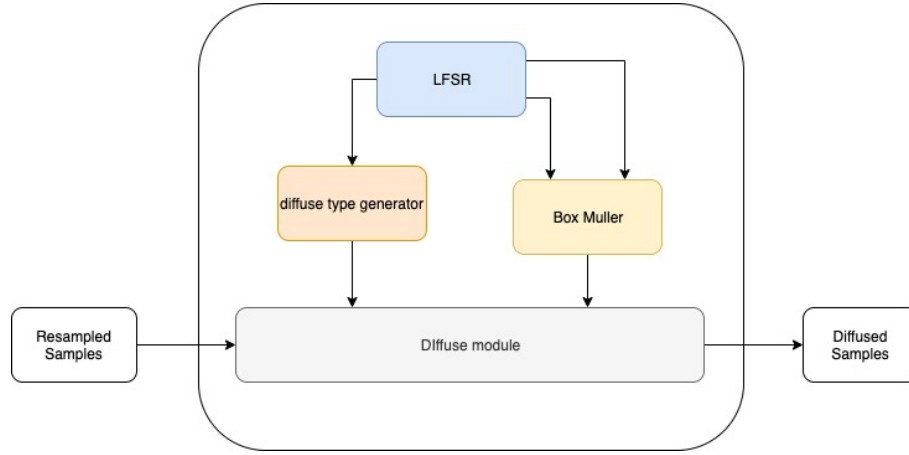 LFSR
diffuse type generator
Box Muller
Resampled
Samples
DIffuse module
Diffused
Samples